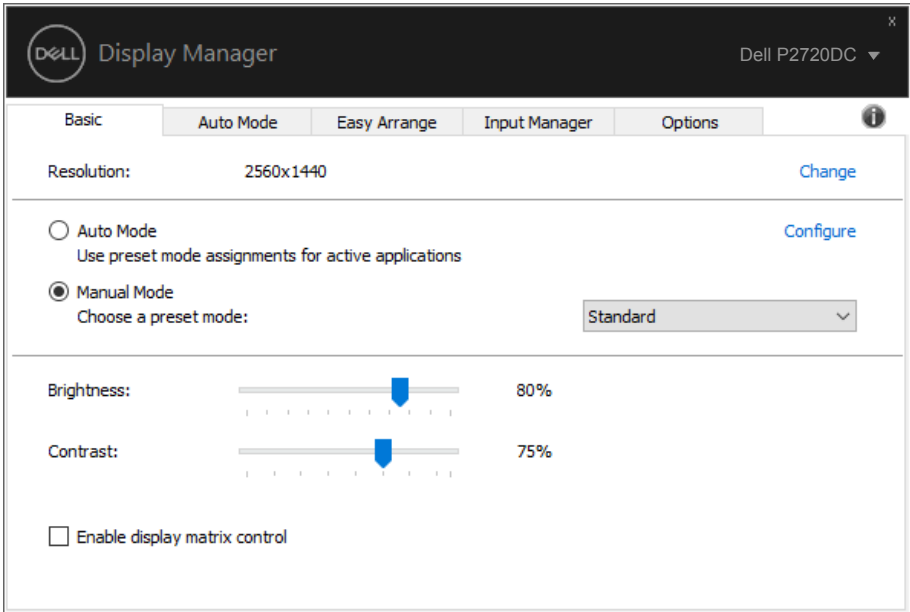 x
DELL Display Manager
Dell P2720DC
Basic Auto Mode Easy Arrange Input Manager Options i
Resolution: 2560x1440 Change
Auto Mode Configure
Use preset mode assignments for active applications
Manual Mode
Choose a preset mode: Standard
Brightness: 80%
Contrast: 75%
Enable display matrix control